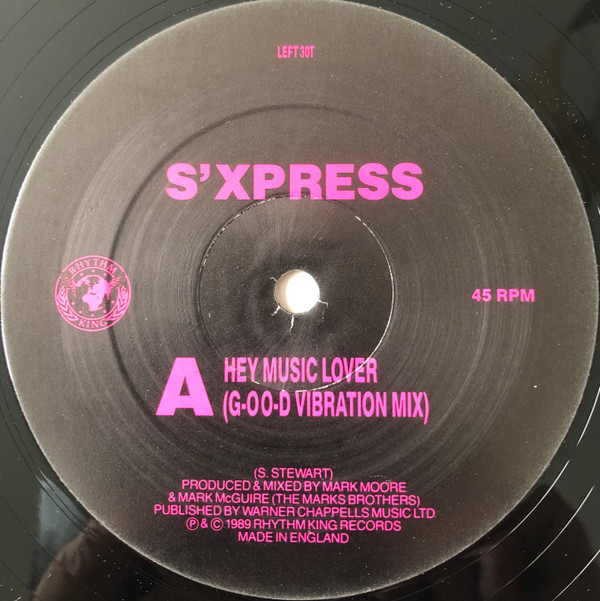 LEFT 30T
S'XPRESS
RHYTHM
KING
45 RPM
A
HEY MUSIC LOVER
(G-O O-D VIBRATION MIX)
(S. STEWART)
PRODUCED & MIXED BY MARK MOORE
& MARK McGUIRE (THE MARKS BROTHERS)
PUBLISHED BY WARNER CHAPPELLS MUSIC LTD.
Ⓟ & © 1989 RHYTHM KING RECORDS
MADE IN ENGLAND